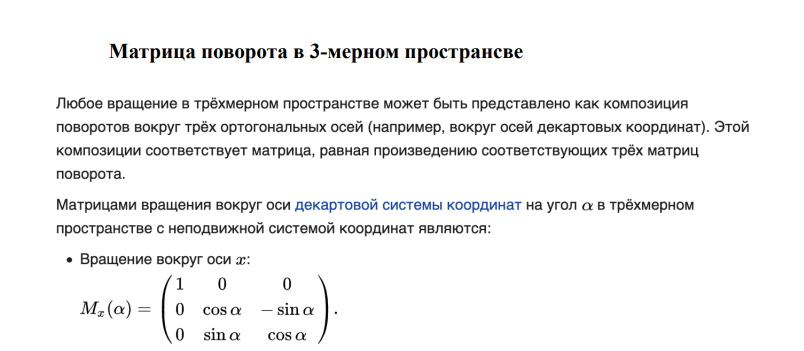 Матрица поворота в 3-мерном пространсве
Любое вращение в трёхмерном пространстве может быть представлено как композиция
поворотов вокруг трёх ортогональных осей (например, вокруг осей декартовых координат). Этой
композиции соответствует матрица, равная произведению соответствующих трёх матриц
поворота.
Матрицами вращения вокруг оси декартовой системы координат на угол α в трёхмерном
пространстве с неподвижной системой координат являются:
• Вращение вокруг оси x:
1 0 0
Mₓ(α) = ( 0 cos α − sin α ).
0 sin α cos α